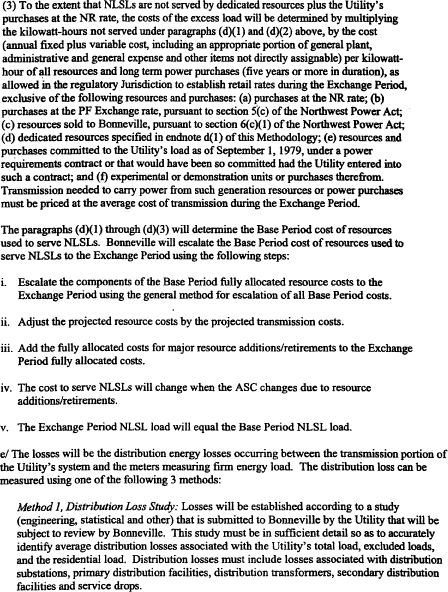 (3) To the extent that NLSLs are not served by dedicated resources plus the Utility's
purchases at the NR rate, the costs of the excess load will be determined by multiplying
the kilowatt-hours not served under paragraphs (d)(1) and (d)(2) above, by the cost
(annual fixed plus variable cost, including an appropriate portion of general plant,
administrative and general expense and other items not directly assignable) per kilowatt-
hour of all resources and long term power purchases (five years or more in duration), as
allowed in the regulatory Jurisdiction to establish retail rates during the Exchange Period,
exclusive of the following resources and purchases: (a) purchases at the NR rate; (b)
purchases at the PF Exchange rate, pursuant to section 5(c) of the Northwest Power Act;
(c) resources sold to Bonneville, pursuant to section 6(c)(1) of the Northwest Power Act;
(d) dedicated resources specified in endnote d(1) of this Methodology; (e) resources and
purchases committed to the Utility's load as of September 1, 1979, under a power
requirements contract or that would have been so committed had the Utility entered into
such a contract; and (f) experimental or demonstration units or purchases therefrom.
Transmission needed to carry power from such generation resources or power purchases
must be priced at the average cost of transmission during the Exchange Period.
The paragraphs (d)(1) through (d)(3) will determine the Base Period cost of resources
used to serve NLSLs. Bonneville will escalate the Base Period cost of resources used to
serve NLSLs to the Exchange Period using the following steps:
i. Escalate the components of the Base Period fully allocated resource costs to the
Exchange Period using the general method for escalation of all Base Period costs.
ii. Adjust the projected resource costs by the projected transmission costs.
iii. Add the fully allocated costs for major resource additions/retirements to the Exchange
Period fully allocated costs.
iv. The cost to serve NLSLs will change when the ASC changes due to resource
additions/retirements.
v. The Exchange Period NLSL load will equal the Base Period NLSL load.
e/ The losses will be the distribution energy losses occurring between the transmission portion of
the Utility's system and the meters measuring firm energy load. The distribution loss can be
measured using one of the following 3 methods:
Method 1, Distribution Loss Study: Losses will be established according to a study
(engineering, statistical and other) that is submitted to Bonneville by the Utility that will be
subject to review by Bonneville. This study must be in sufficient detail so as to accurately
identify average distribution losses associated with the Utility's total load, excluded loads,
and the residential load. Distribution losses must include losses associated with distribution
substations, primary distribution facilities, distribution transformers, secondary distribution
facilities and service drops.